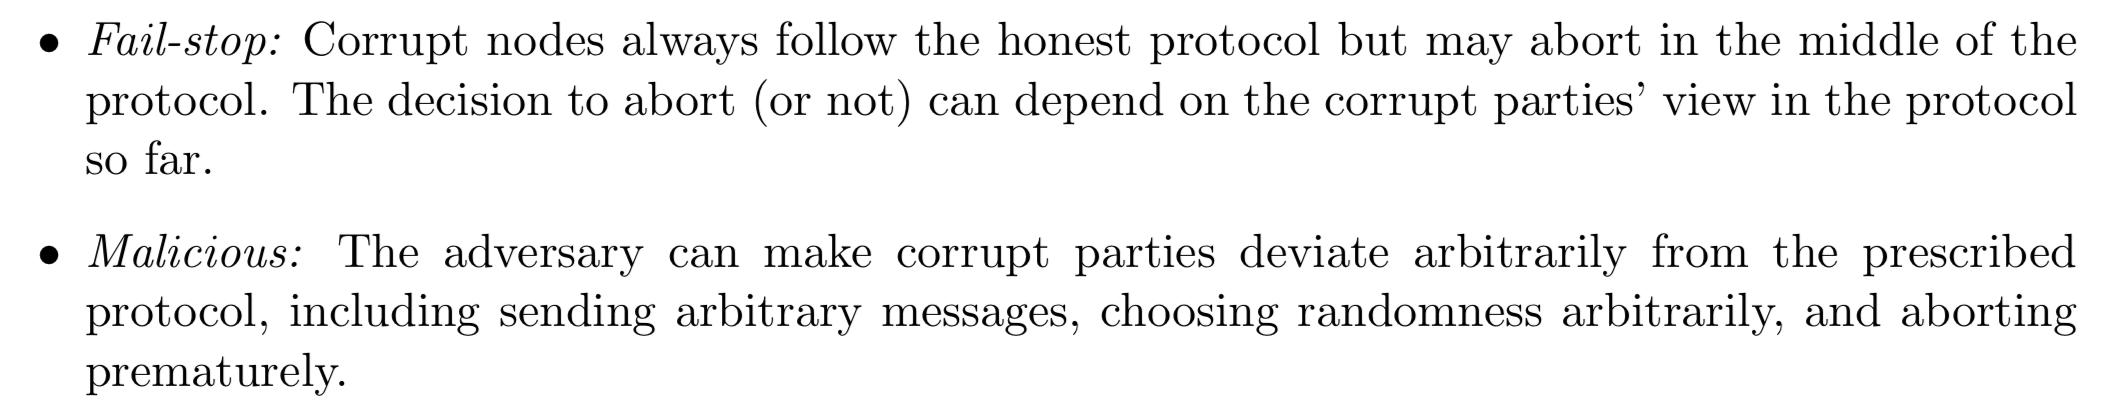 • Fail-stop: Corrupt nodes always follow the honest protocol but may abort in the middle of the
protocol. The decision to abort (or not) can depend on the corrupt parties’ view in the protocol
so far.
• Malicious: The adversary can make corrupt parties deviate arbitrarily from the prescribed
protocol, including sending arbitrary messages, choosing randomness arbitrarily, and aborting
prematurely.